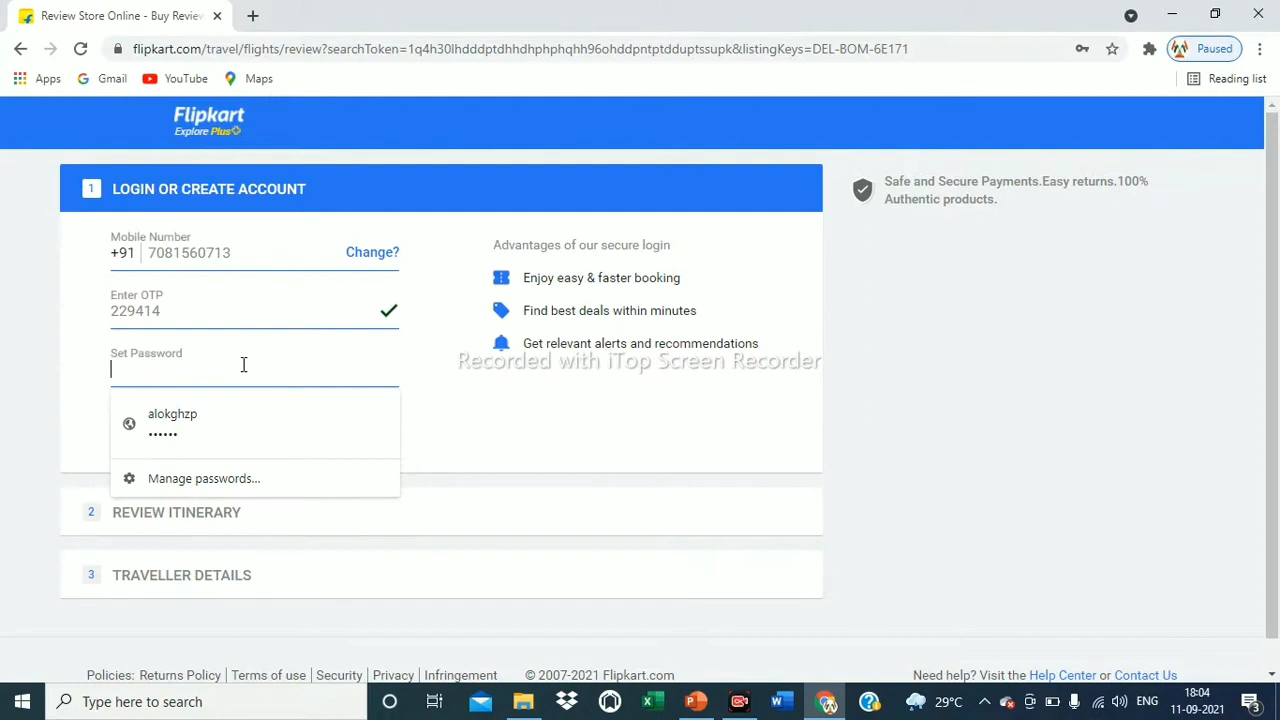 Review Store Online - Buy Review
flipkart.com/travel/flights/review?searchToken=1q4h30lhdddptdhhdhphphqhh96ohddpntptdduptssupk&listingKeys=DEL-BOM-6E171
Paused
Apps
Gmail
YouTube
Maps
Reading list
Flipkart
Explore Plus
1 LOGIN OR CREATE ACCOUNT
Safe and Secure Payments.Easy returns.100%
Authentic products.
Mobile Number
+91 7081560713 Change?
Enter OTP
229414
Set Password
Advantages of our secure login
Enjoy easy & faster booking
Find best deals within minutes
Get relevant alerts and recommendations
Recorded with iTop Screen Recorder
alokghzp
••••••
Manage passwords...
2 REVIEW ITINERARY
3 TRAVELLER DETAILS
Policies: Returns Policy | Terms of use | Security | Privacy | Infringement © 2007-2021 Flipkart.com Need help? Visit the Help Center or Contact Us
Type here to search
29°C
ENG
18:04
11-09-2021
3